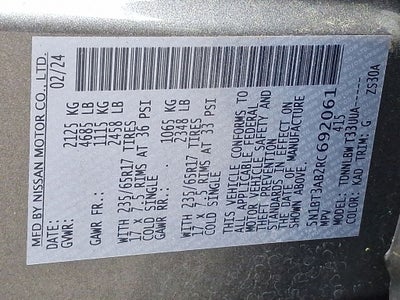 MFD BY NISSAN MOTOR CO., LTD.
02/24
GVWR: 2125 KG
4685 LB
GAWR FR.: 1115 KG
2458 LB
WITH 235/65R17 TIRES
17 x 7.5 RIMS AT 36 PSI
COLD SINGLE
GAWR RR.: 1065 KG
2348 LB
WITH 235/65R17 TIRES
17 x 7.5 RIMS AT 33 PSI
COLD SINGLE
THIS VEHICLE CONFORMS TO
ALL APPLICABLE FEDERAL
MOTOR VEHICLE SAFETY AND
THEFT PREVENTION
STANDARDS IN EFFECT ON
THE DATE OF MANUFACTURE
SHOWN ABOVE.
5N1BT3AB2RC692061
MPV 415
MODEL: TDNNLBV T33OUA
COLOR: KAD TRIM: G
ZS30A